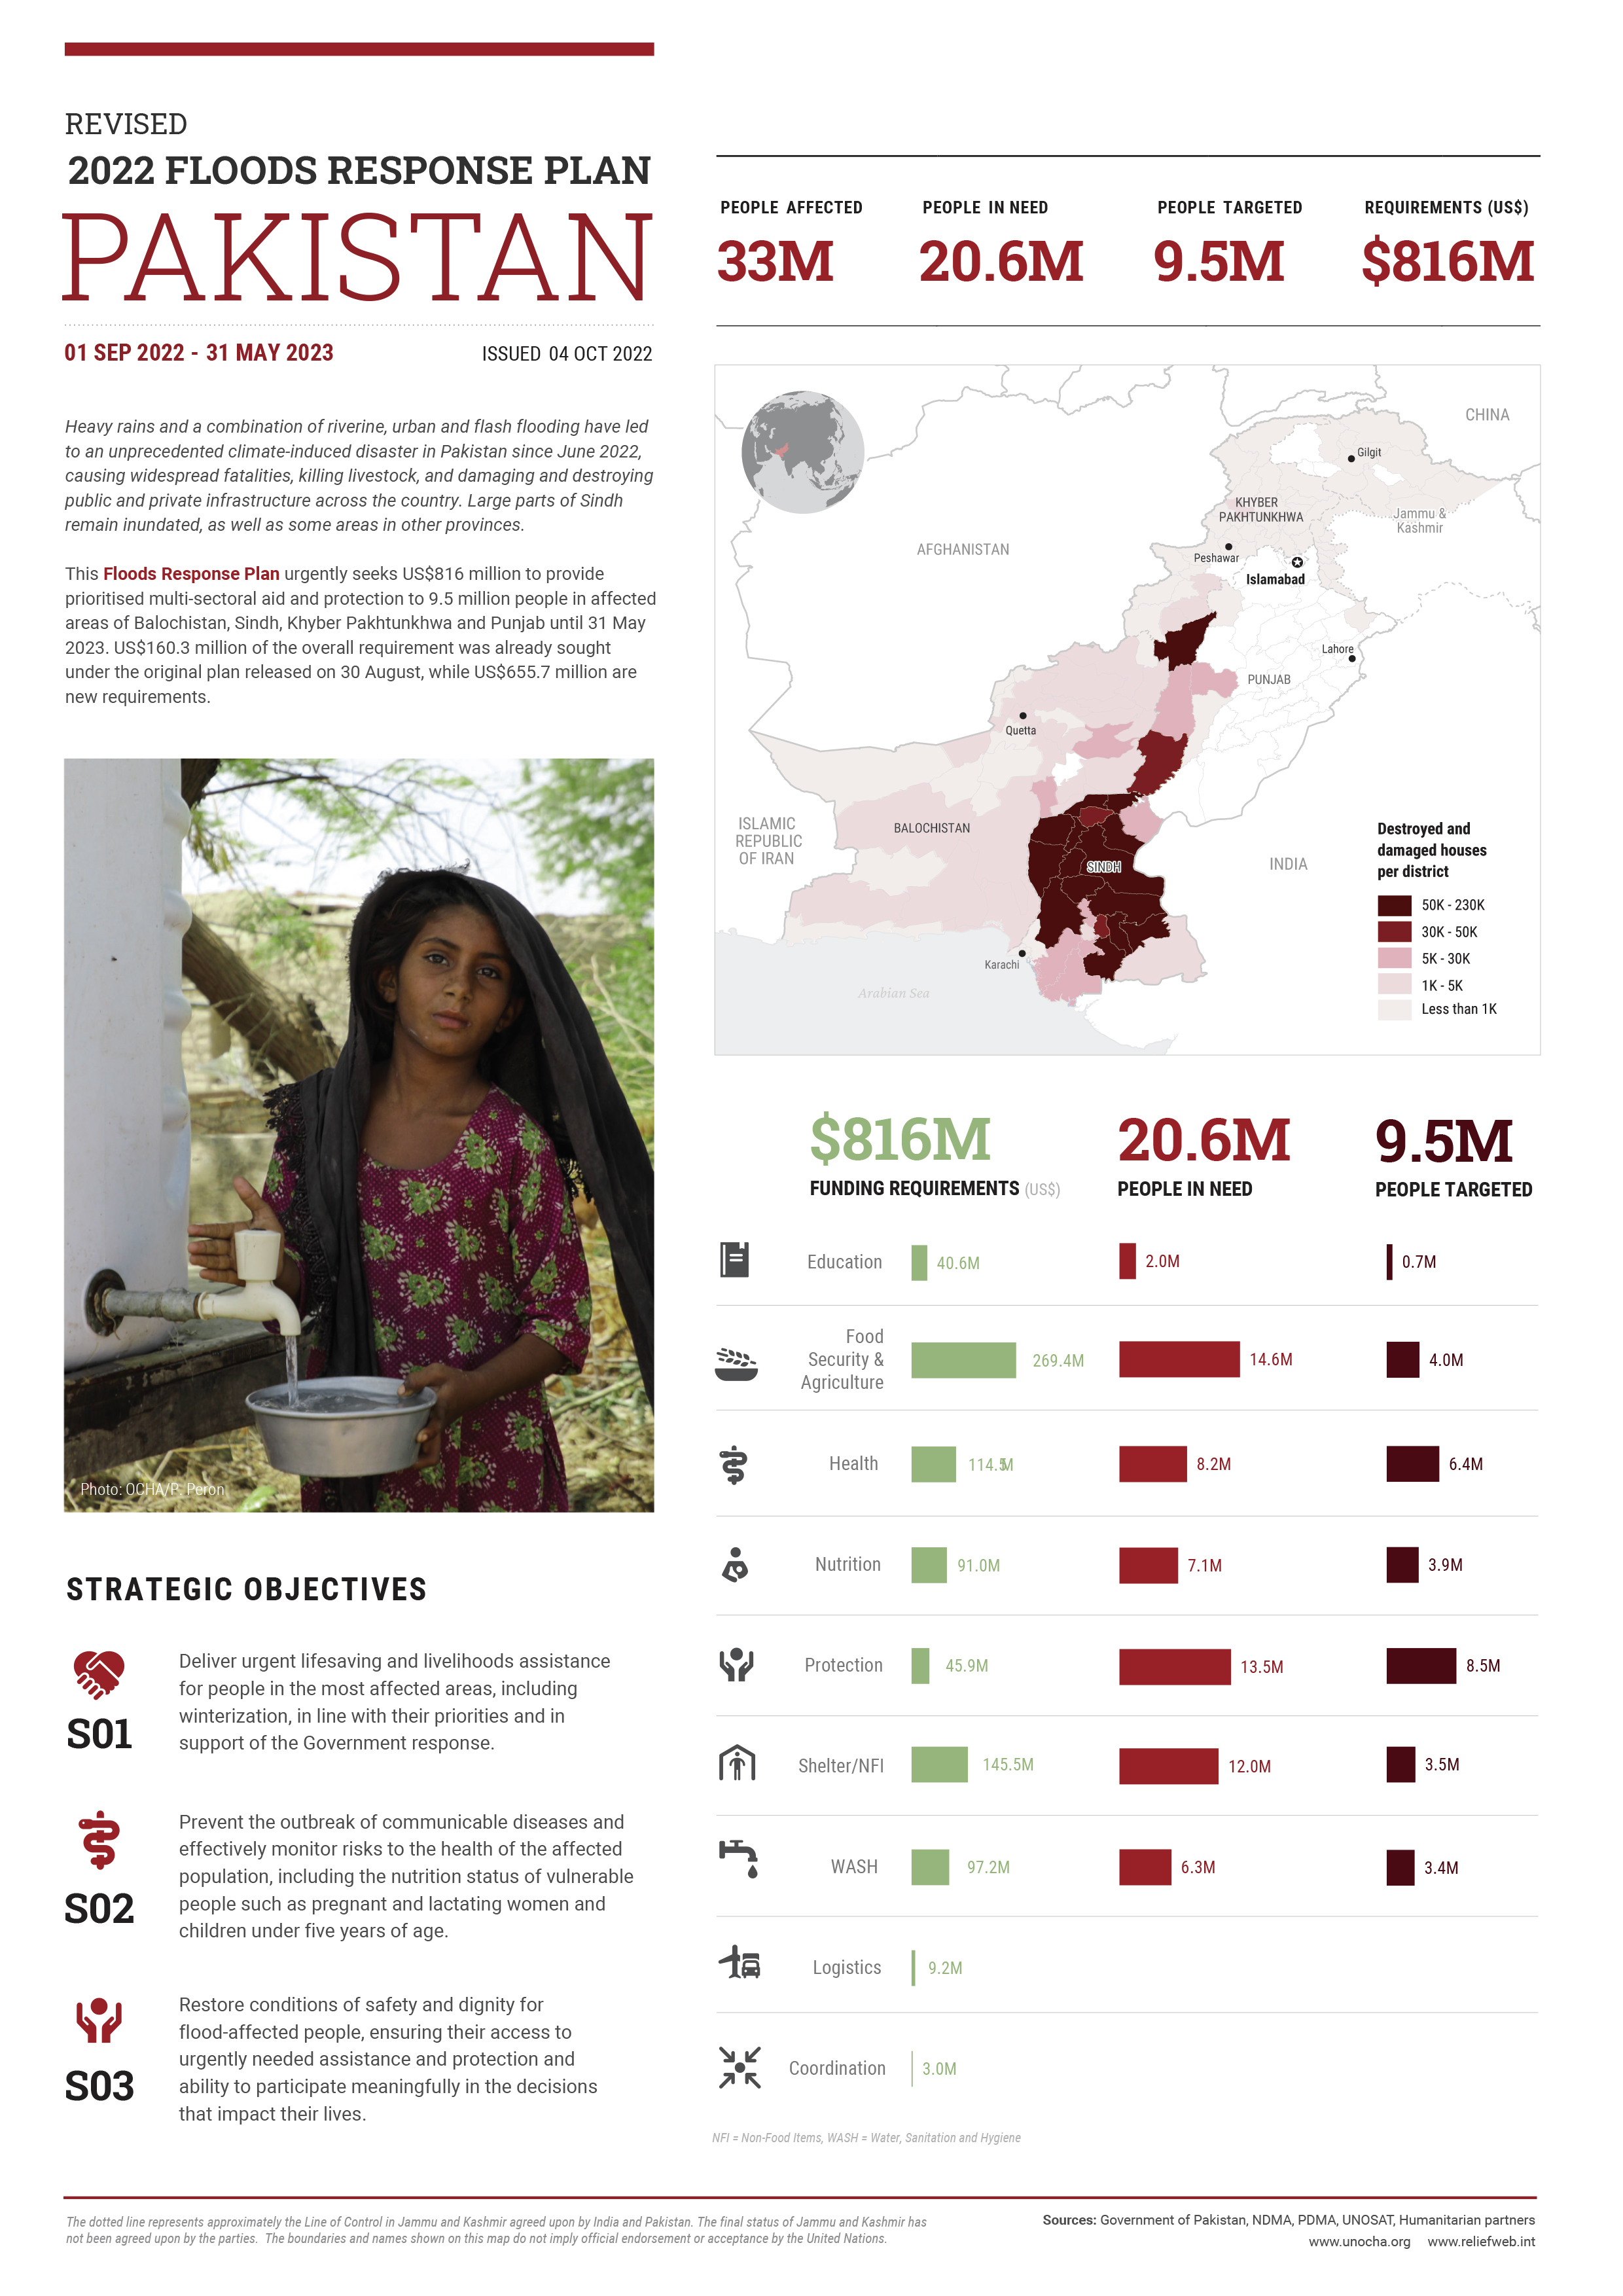 REVISED
2022 FLOODS RESPONSE PLAN
PAKISTAN
01 SEP 2022 - 31 MAY 2023
ISSUED 04 OCT 2022
Heavy rains and a combination of riverine, urban and flash flooding have led
to an unprecedented climate-induced disaster in Pakistan since June 2022,
causing widespread fatalities, killing livestock, and damaging and destroying
public and private infrastructure across the country. Large parts of Sindh
remain inundated, as well as some areas in other provinces.
This Floods Response Plan urgently seeks US$816 million to provide
prioritised multi-sectoral aid and protection to 9.5 million people in affected
areas of Balochistan, Sindh, Khyber Pakhtunkhwa and Punjab until 31 May
2023. US$160.3 million of the overall requirement was already sought
under the original plan released on 30 August, while US$655.7 million are
new requirements.
Photo: OCHA/P. Peron
STRATEGIC OBJECTIVES
S01
Deliver urgent lifesaving and livelihoods assistance
for people in the most affected areas, including
winterization, in line with their priorities and in
support of the Government response.
S02
Prevent the outbreak of communicable diseases and
effectively monitor risks to the health of the affected
population, including the nutrition status of vulnerable
people such as pregnant and lactating women and
children under five years of age.
S03
Restore conditions of safety and dignity for
flood-affected people, ensuring their access to
urgently needed assistance and protection and
ability to participate meaningfully in the decisions
that impact their lives.
PEOPLE AFFECTED
33M
PEOPLE IN NEED
20.6M
PEOPLE TARGETED
9.5M
REQUIREMENTS (US$)
$816M
CHINA
Gilgit
KHYBER
PAKHTUNKHWA
Jammu &
Kashmir
AFGHANISTAN
Peshawar
Islamabad
Lahore
PUNJAB
Quetta
ISLAMIC
REPUBLIC
OF IRAN
BALOCHISTAN
SINDH
INDIA
Karachi
Arabian Sea
Destroyed and
damaged houses
per district
50K - 230K
30K - 50K
5K - 30K
1K - 5K
Less than 1K
$816M
FUNDING REQUIREMENTS (US$)
20.6M
PEOPLE IN NEED
9.5M
PEOPLE TARGETED
Education 40.6M 2.0M 0.7M
Food
Security &
Agriculture
269.4M 14.6M 4.0M
Health 114.5M 8.2M 6.4M
Nutrition 91.0M 7.1M 3.9M
Protection 45.9M 13.5M 8.5M
Shelter/NFI 145.5M 12.0M 3.5M
WASH 97.2M 6.3M 3.4M
Logistics 9.2M
Coordination 3.0M
NFI = Non-Food Items, WASH = Water, Sanitation and Hygiene
The dotted line represents approximately the Line of Control in Jammu and Kashmir agreed upon by India and Pakistan. The final status of Jammu and Kashmir has
not been agreed upon by the parties. The boundaries and names shown on this map do not imply official endorsement or acceptance by the United Nations.
Sources: Government of Pakistan, NDMA, PDMA, UNOSAT, Humanitarian partners
www.unocha.org www.reliefweb.int